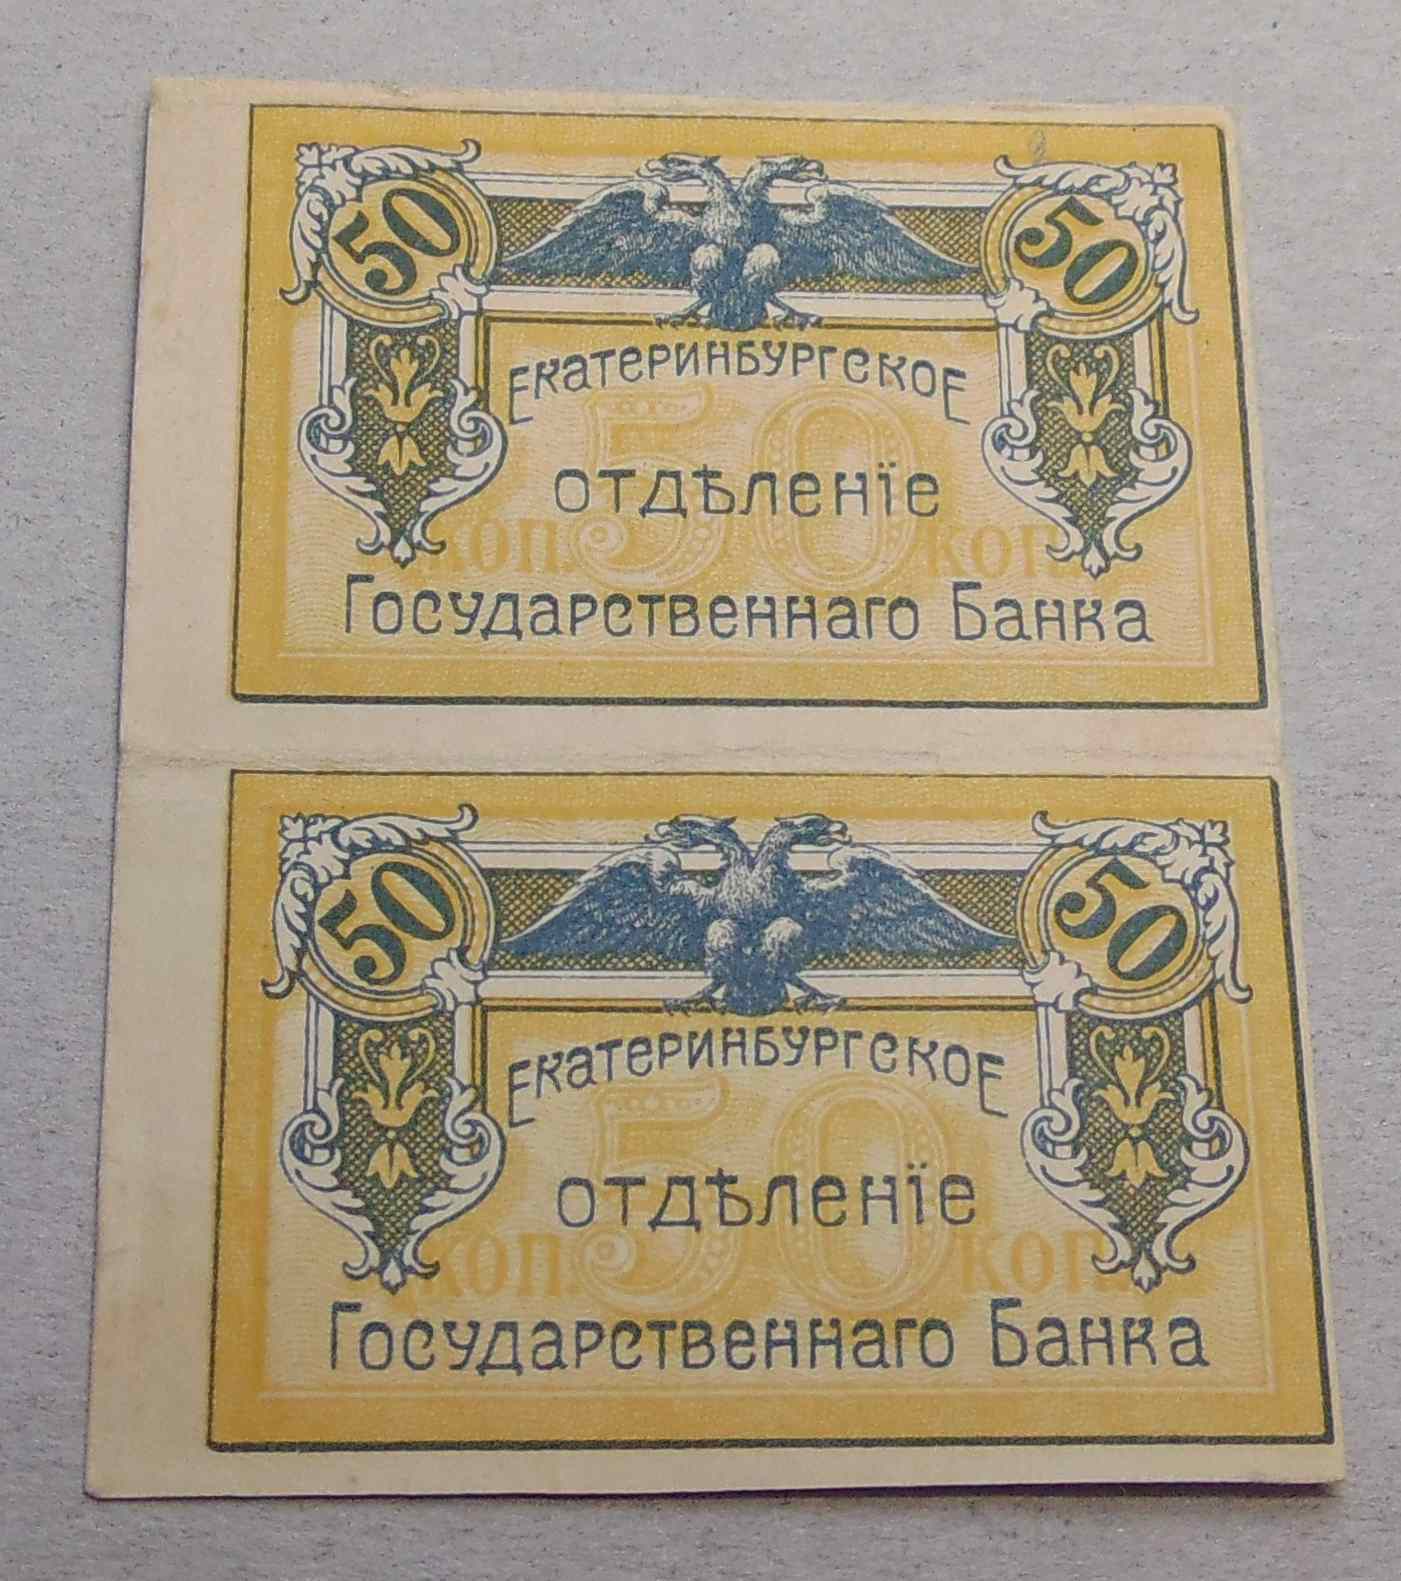 50 50
Екатеринбургское
отдѣленіе
коп. 50 коп.
Государственнаго Банка
50 50
Екатеринбургское
отдѣленіе
коп. 50 коп.
Государственнаго Банка